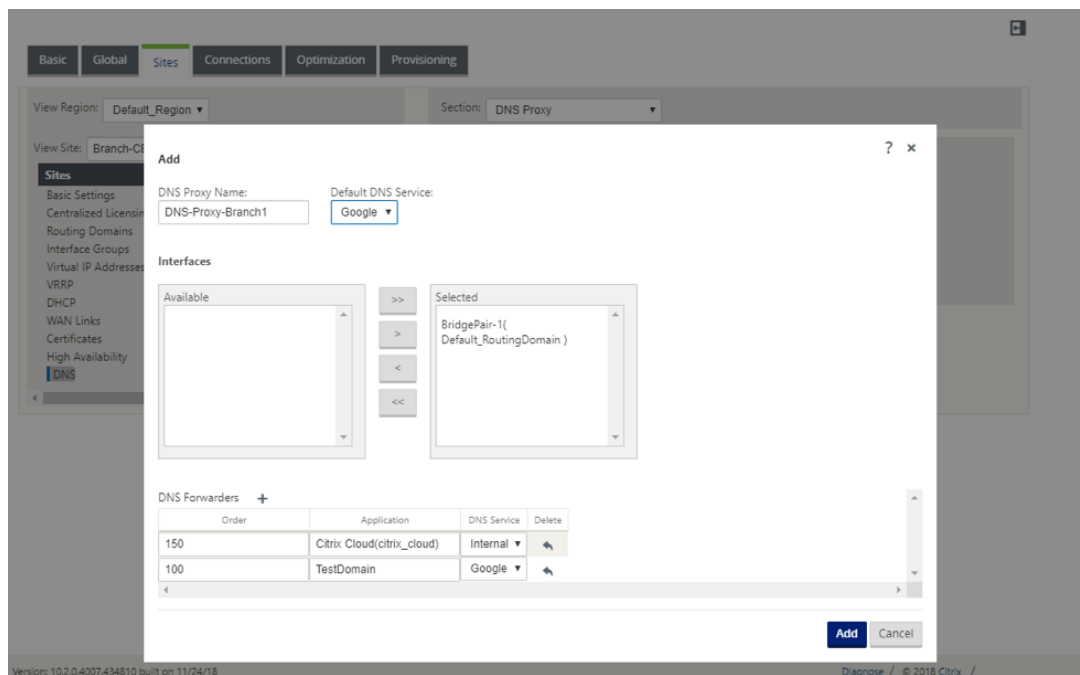 Basic Global Sites Connections Optimization Provisioning
View Region: Default_Region Section: DNS Proxy
View Site:
Sites
Basic Settings
Centralized
Routing Domains
Interface Groups
Virtual IP Addresses
VRRP
DHCP
WAN Links
Certificates
High Availability
DNS
Add
? ×
DNS Proxy Name: Default DNS Service:
DNS-Proxy-Branch1 Google
Interfaces
Available
>>
>
<
<<
Selected
BridgePair-1(
Default_RoutingDomain )
DNS Forwarders +
Order Application DNS Service Delete
150 Citrix Cloud(citrix_cloud) Internal
100 TestDomain Google
Add Cancel
Version: 10.2.0.4007.434810 built on 11/24/18 Diagnose / © 2018 Citrix /